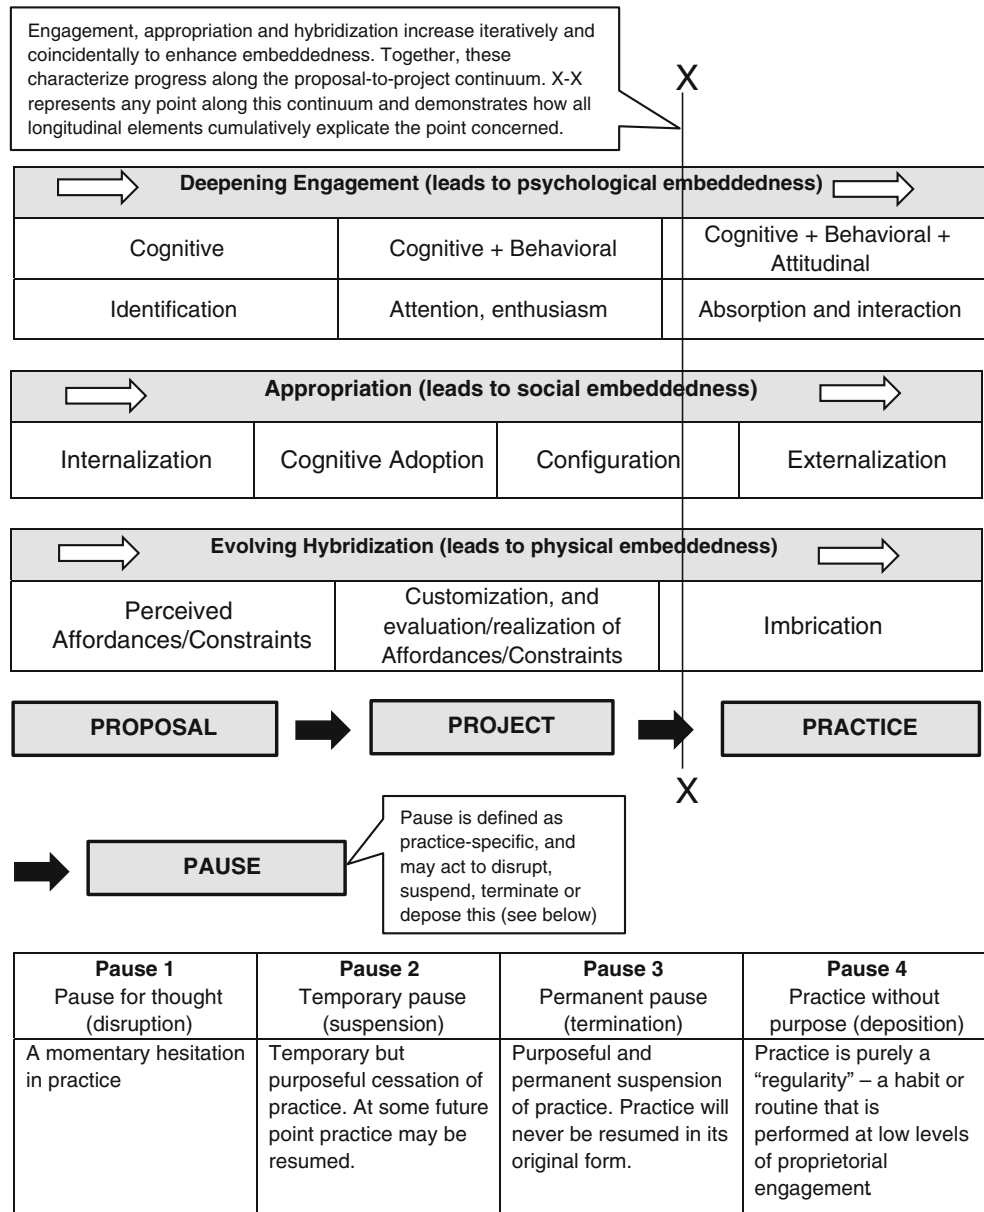 Engagement, appropriation and hybridization increase iteratively and
coincidentally to enhance embeddedness. Together, these
characterize progress along the proposal-to-project continuum. X-X
represents any point along this continuum and demonstrates how all
longitudinal elements cumulatively explicate the point concerned.
X
Deepening Engagement (leads to psychological embeddedness)
Cognitive
Cognitive + Behavioral
Cognitive + Behavioral +
Attitudinal
Identification
Attention, enthusiasm
Absorption and interaction
Appropriation (leads to social embeddedness)
Internalization
Cognitive Adoption
Configuration
Externalization
Evolving Hybridization (leads to physical embeddedness)
Perceived
Affordances/Constraints
Customization, and
evaluation/realization of
Affordances/Constraints
Imbrication
PROPOSAL
PROJECT
PRACTICE
X
PAUSE
Pause is defined as
practice-specific, and
may act to disrupt,
suspend, terminate or
depose this (see below)
Pause 1
Pause for thought
(disruption)
Pause 2
Temporary pause
(suspension)
Pause 3
Permanent pause
(termination)
Pause 4
Practice without
purpose (deposition)
A momentary hesitation
in practice
Temporary but
purposeful cessation of
practice. At some future
point practice may be
resumed.
Purposeful and
permanent suspension
of practice. Practice will
never be resumed in its
original form.
Practice is purely a
“regularity” – a habit or
routine that is
performed at low levels
of proprietorial
engagement.